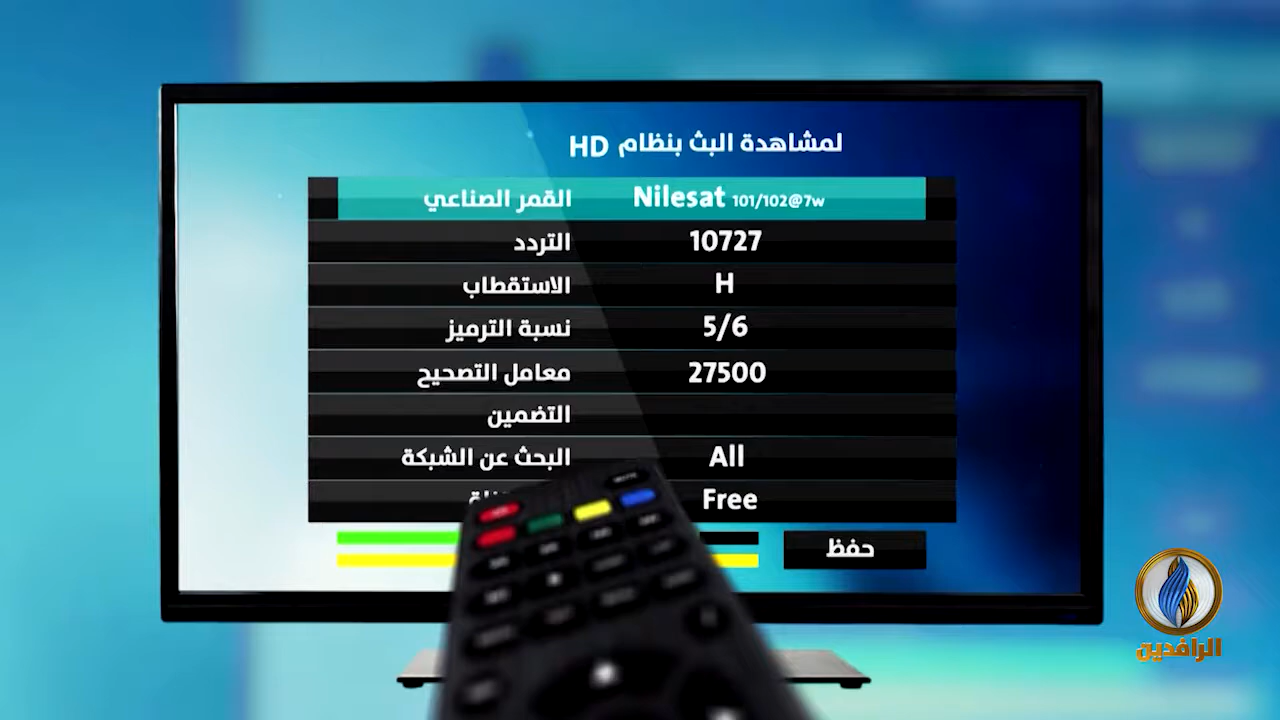 لمشاهدة البث بنظام HD
القمر الصناعي Nilesat 101/102@7w
التردد 10727
الاستقطاب H
نسبة الترميز 5/6
معامل التصحيح 27500
التضمين
البحث عن الشبكة All
Free
حفظ
الرافدين